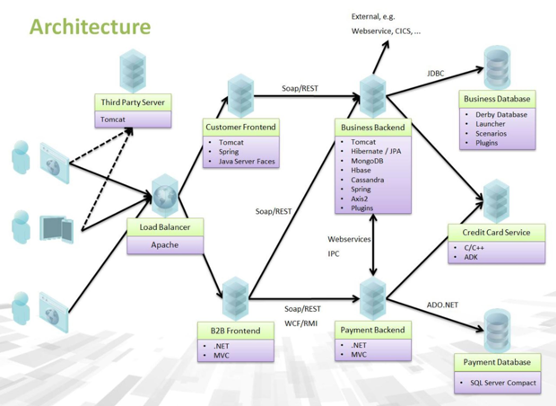 Architecture
External, e.g.
Webservice, CICS, ...
Third Party Server
Tomcat
Soap/REST
JDBC
Customer Frontend
Tomcat
Spring
Java Server Faces
Business Backend
Tomcat
Hibernate / JPA
MongoDB
Hbase
Cassandra
Spring
Axis2
Plugins
Business Database
Derby Database
Launcher
Scenarios
Plugins
Load Balancer
Apache
Soap/REST
Webservices
IPC
Credit Card Service
C/C++
ADK
Soap/REST
WCF/RMI
ADO.NET
B2B Frontend
.NET
MVC
Payment Backend
.NET
MVC
Payment Database
SQL Server Compact